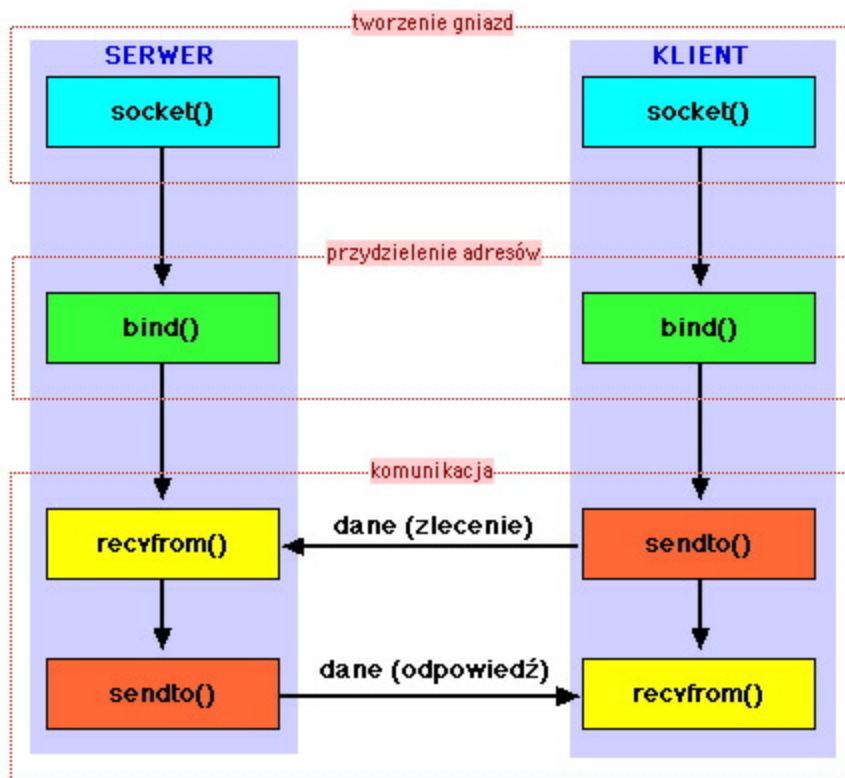 tworzenie gniazd
SERWER
KLIENT
socket()
socket()
przydzielenie adresów
bind()
bind()
komunikacja
recvfrom()
dane (zlecenie)
sendto()
sendto()
dane (odpowiedź)
recvfrom()